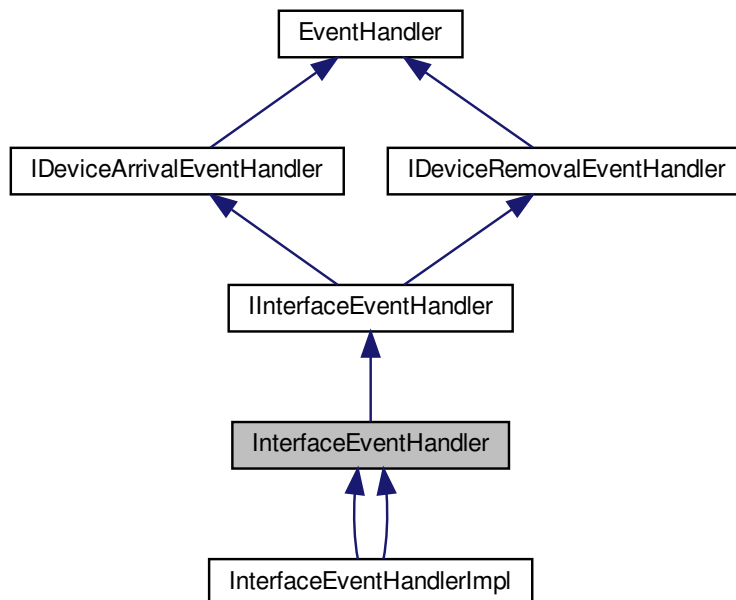 EventHandler
IDeviceArrivalEventHandler
IDeviceRemovalEventHandler
IInterfaceEventHandler
InterfaceEventHandler
InterfaceEventHandlerImpl